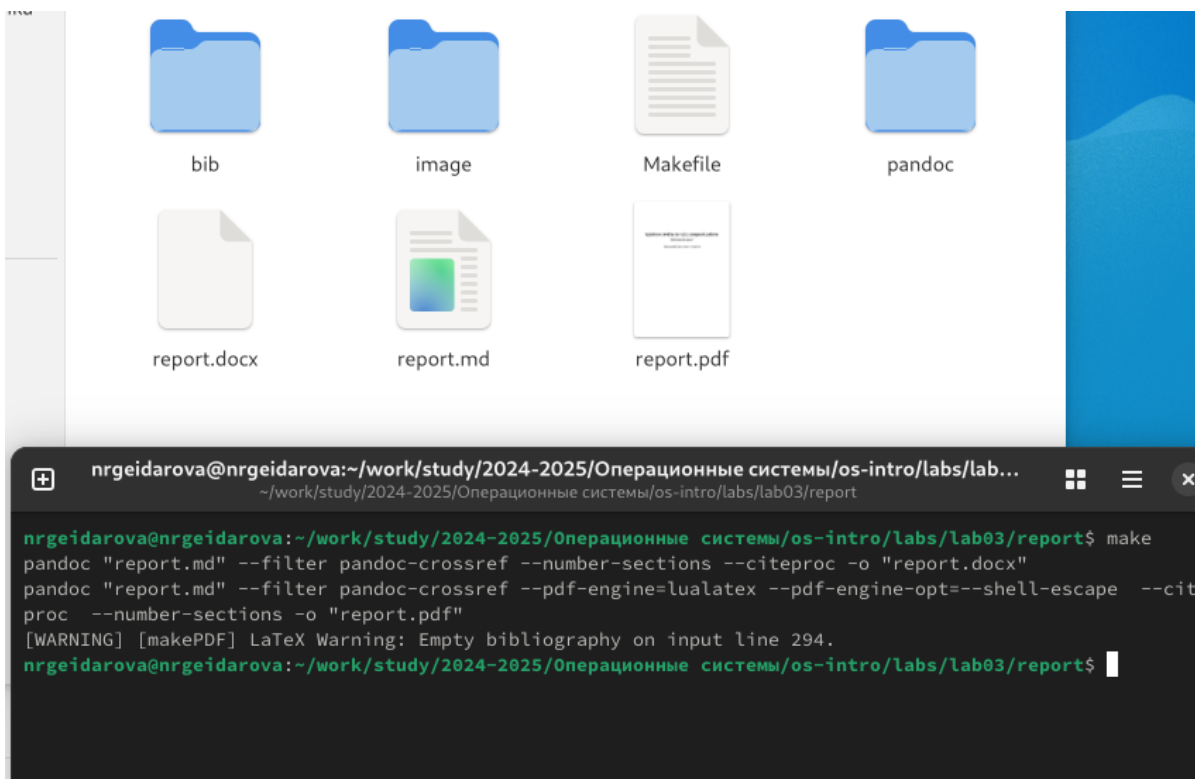 bib
image
Makefile
pandoc
report.docx
report.md
report.pdf
nrgeidarova@nrgeidarova:~/work/study/2024-2025/Операционные системы/os-intro/labs/lab...
~/work/study/2024-2025/Операционные системы/os-intro/labs/lab03/report
nrgeidarova@nrgeidarova:~/work/study/2024-2025/Операционные системы/os-intro/labs/lab03/report$ make
pandoc "report.md" --filter pandoc-crossref --number-sections --citeproc -o "report.docx"
pandoc "report.md" --filter pandoc-crossref --pdf-engine=lualatex --pdf-engine-opt=--shell-escape  --cit
proc  --number-sections -o "report.pdf"
[WARNING] [makePDF] LaTeX Warning: Empty bibliography on input line 294.
nrgeidarova@nrgeidarova:~/work/study/2024-2025/Операционные системы/os-intro/labs/lab03/report$